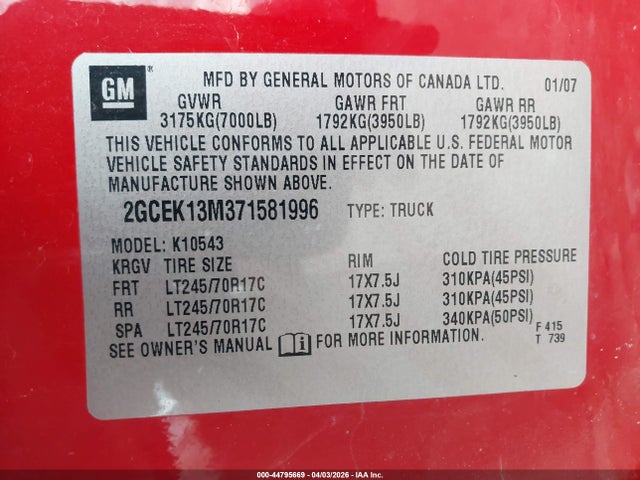 GM ® MFD BY GENERAL MOTORS OF CANADA LTD. 01/07
GVWR GAWR FRT GAWR RR
3175KG(7000LB) 1792KG(3950LB) 1792KG(3950LB)
THIS VEHICLE CONFORMS TO ALL APPLICABLE U.S. FEDERAL MOTOR
VEHICLE SAFETY STANDARDS IN EFFECT ON THE DATE OF
MANUFACTURE SHOWN ABOVE.
2GCEK13M371581996 TYPE: TRUCK
MODEL: K10543
KRGV TIRE SIZE RIM COLD TIRE PRESSURE
FRT LT245/70R17C 17X7.5J 310KPA(45PSI)
RR LT245/70R17C 17X7.5J 310KPA(45PSI)
SPA LT245/70R17C 17X7.5J 340KPA(50PSI) F 415
SEE OWNER'S MANUAL i FOR MORE INFORMATION. T 739
000-44795669 - 04/03/2026 - IAA Inc.